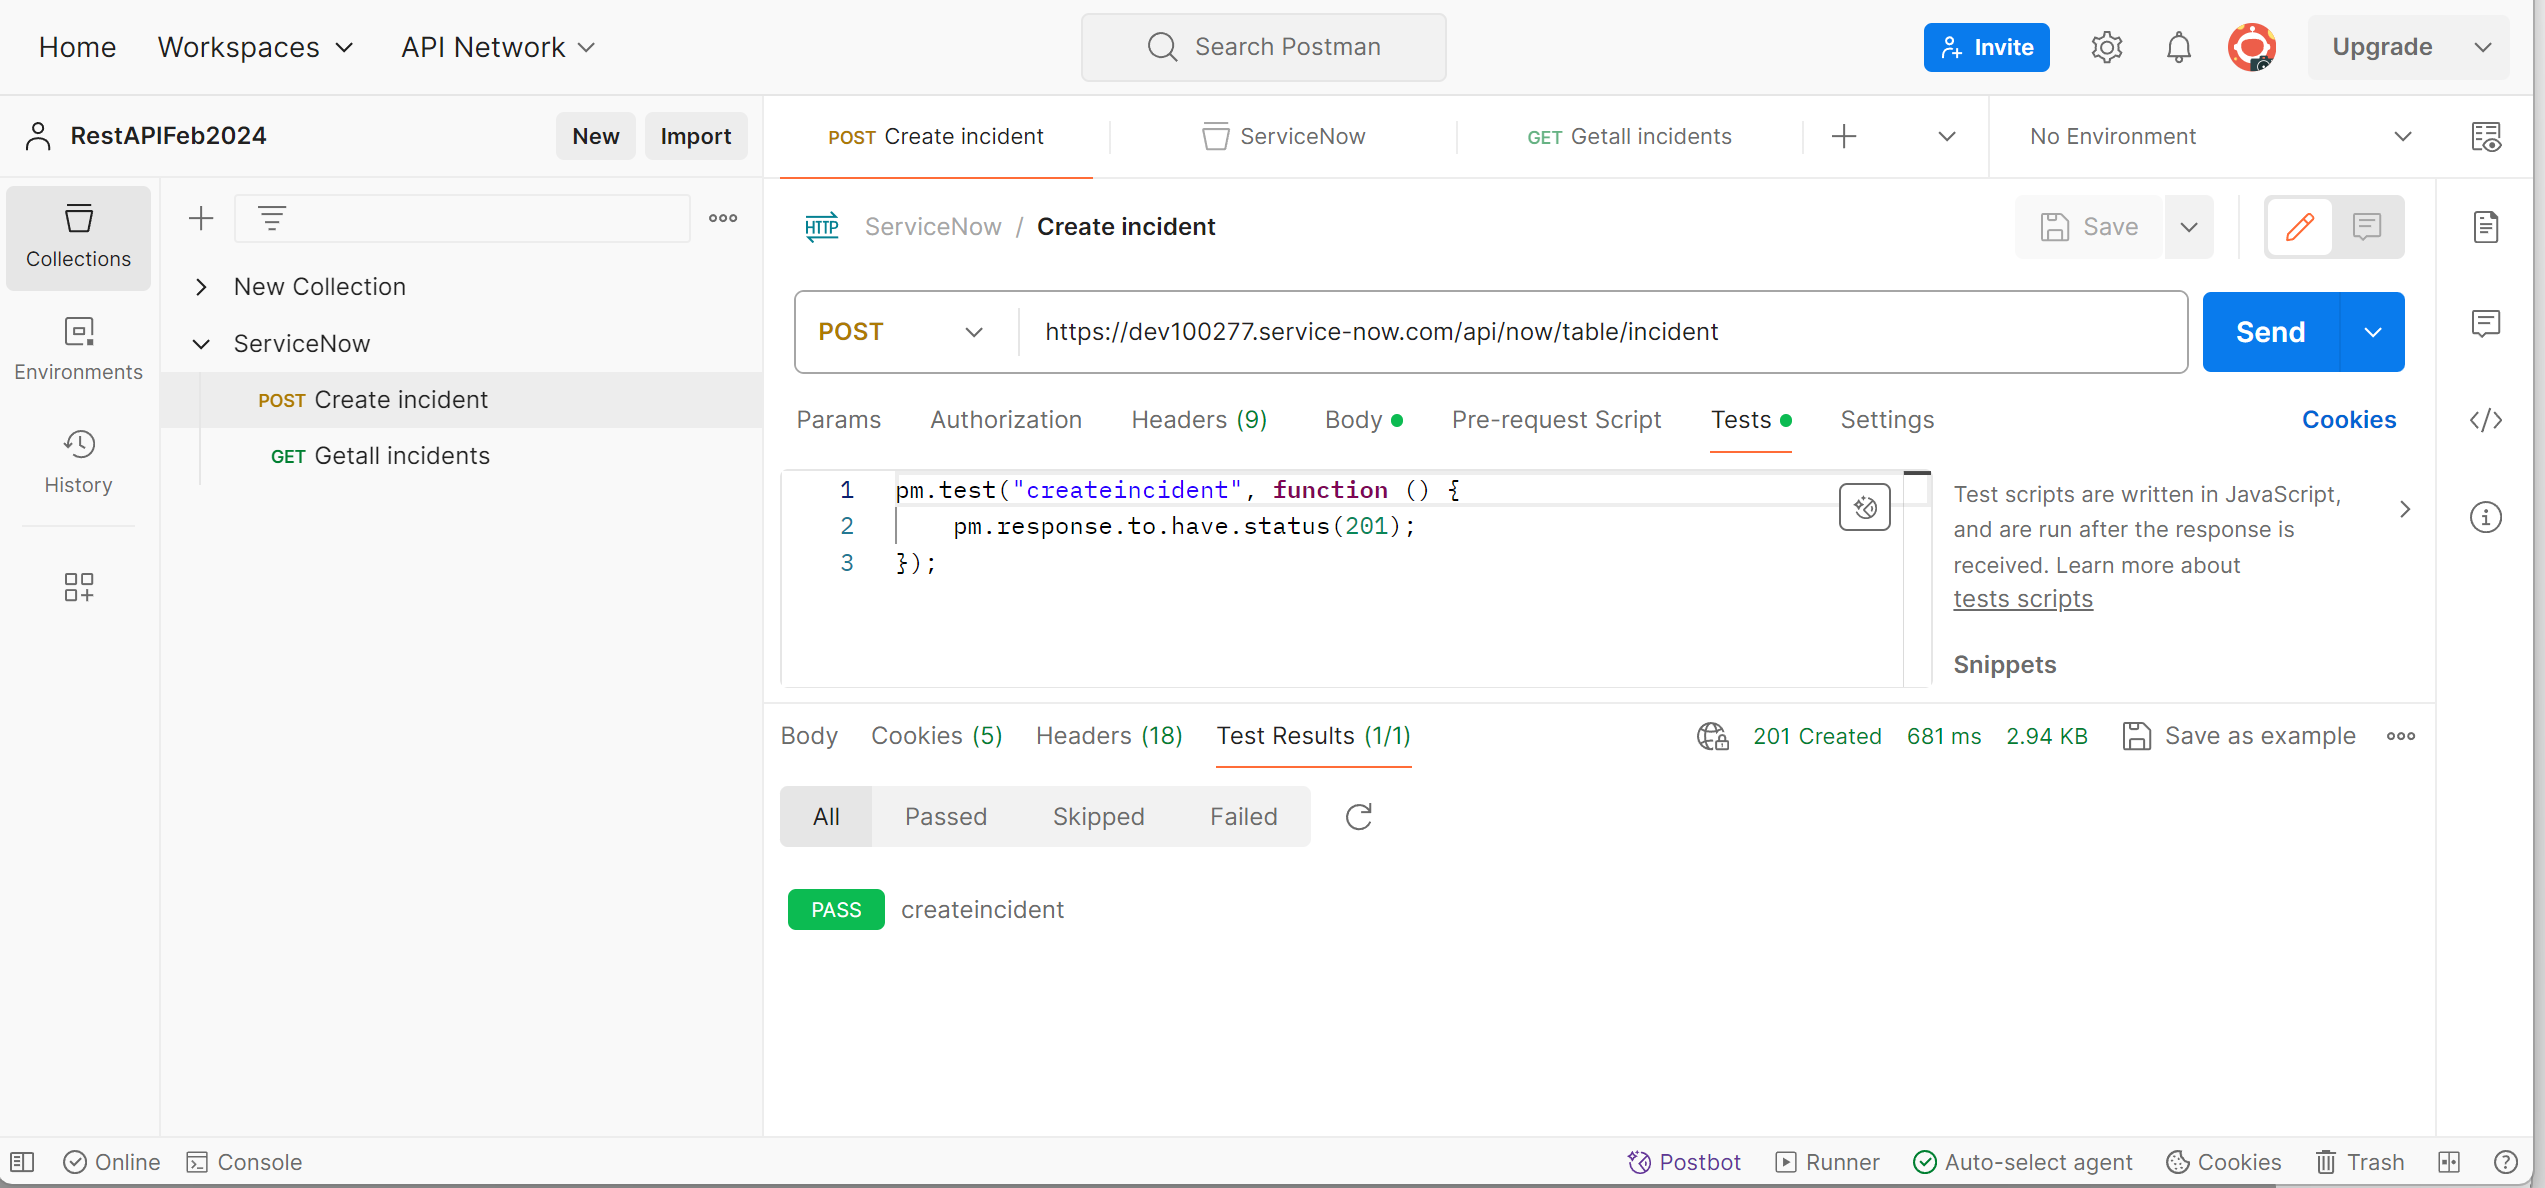 Home Workspaces API Network Search Postman Invite Upgrade
RestAPIFeb2024 New Import POST Create incident ServiceNow GET Getall incidents No Environment
Collections
Environments
History
New Collection
ServiceNow
POST Create incident
GET Getall incidents
HTTP ServiceNow / Create incident Save
POST https://dev100277.service-now.com/api/now/table/incident Send
Params Authorization Headers (9) Body Pre-request Script Tests Settings Cookies
1 pm.test("createincident", function () {
2 pm.response.to.have.status(201);
3 });
Test scripts are written in JavaScript,
and are run after the response is
received. Learn more about
tests scripts
Snippets
Body Cookies (5) Headers (18) Test Results (1/1) 201 Created 681 ms 2.94 KB Save as example
All Passed Skipped Failed
PASS createincident
Online Console Postbot Runner Auto-select agent Cookies Trash